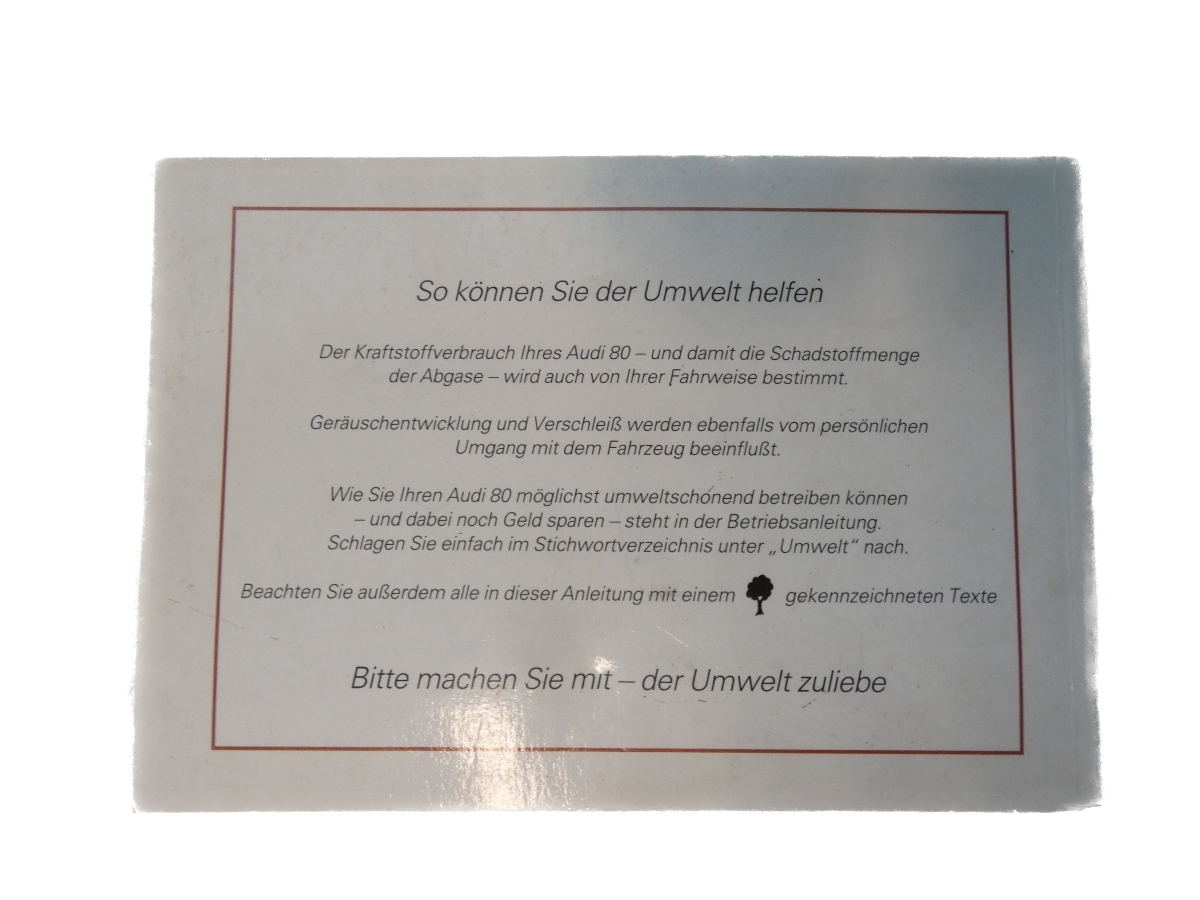 So können Sie der Umwelt helfen
Der Kraftstoffverbrauch Ihres Audi 80 – und damit die Schadstoffmenge
der Abgase – wird auch von Ihrer Fahrweise bestimmt.
Geräuschentwicklung und Verschleiß werden ebenfalls vom persönlichen
Umgang mit dem Fahrzeug beeinflußt.
Wie Sie Ihren Audi 80 möglichst umweltschonend betreiben können
– und dabei noch Geld sparen – steht in der Betriebsanleitung.
Schlagen Sie einfach im Stichwortverzeichnis unter „Umwelt“ nach.
Beachten Sie außerdem alle in dieser Anleitung mit einem gekennzeichneten Texte
Bitte machen Sie mit – der Umwelt zuliebe